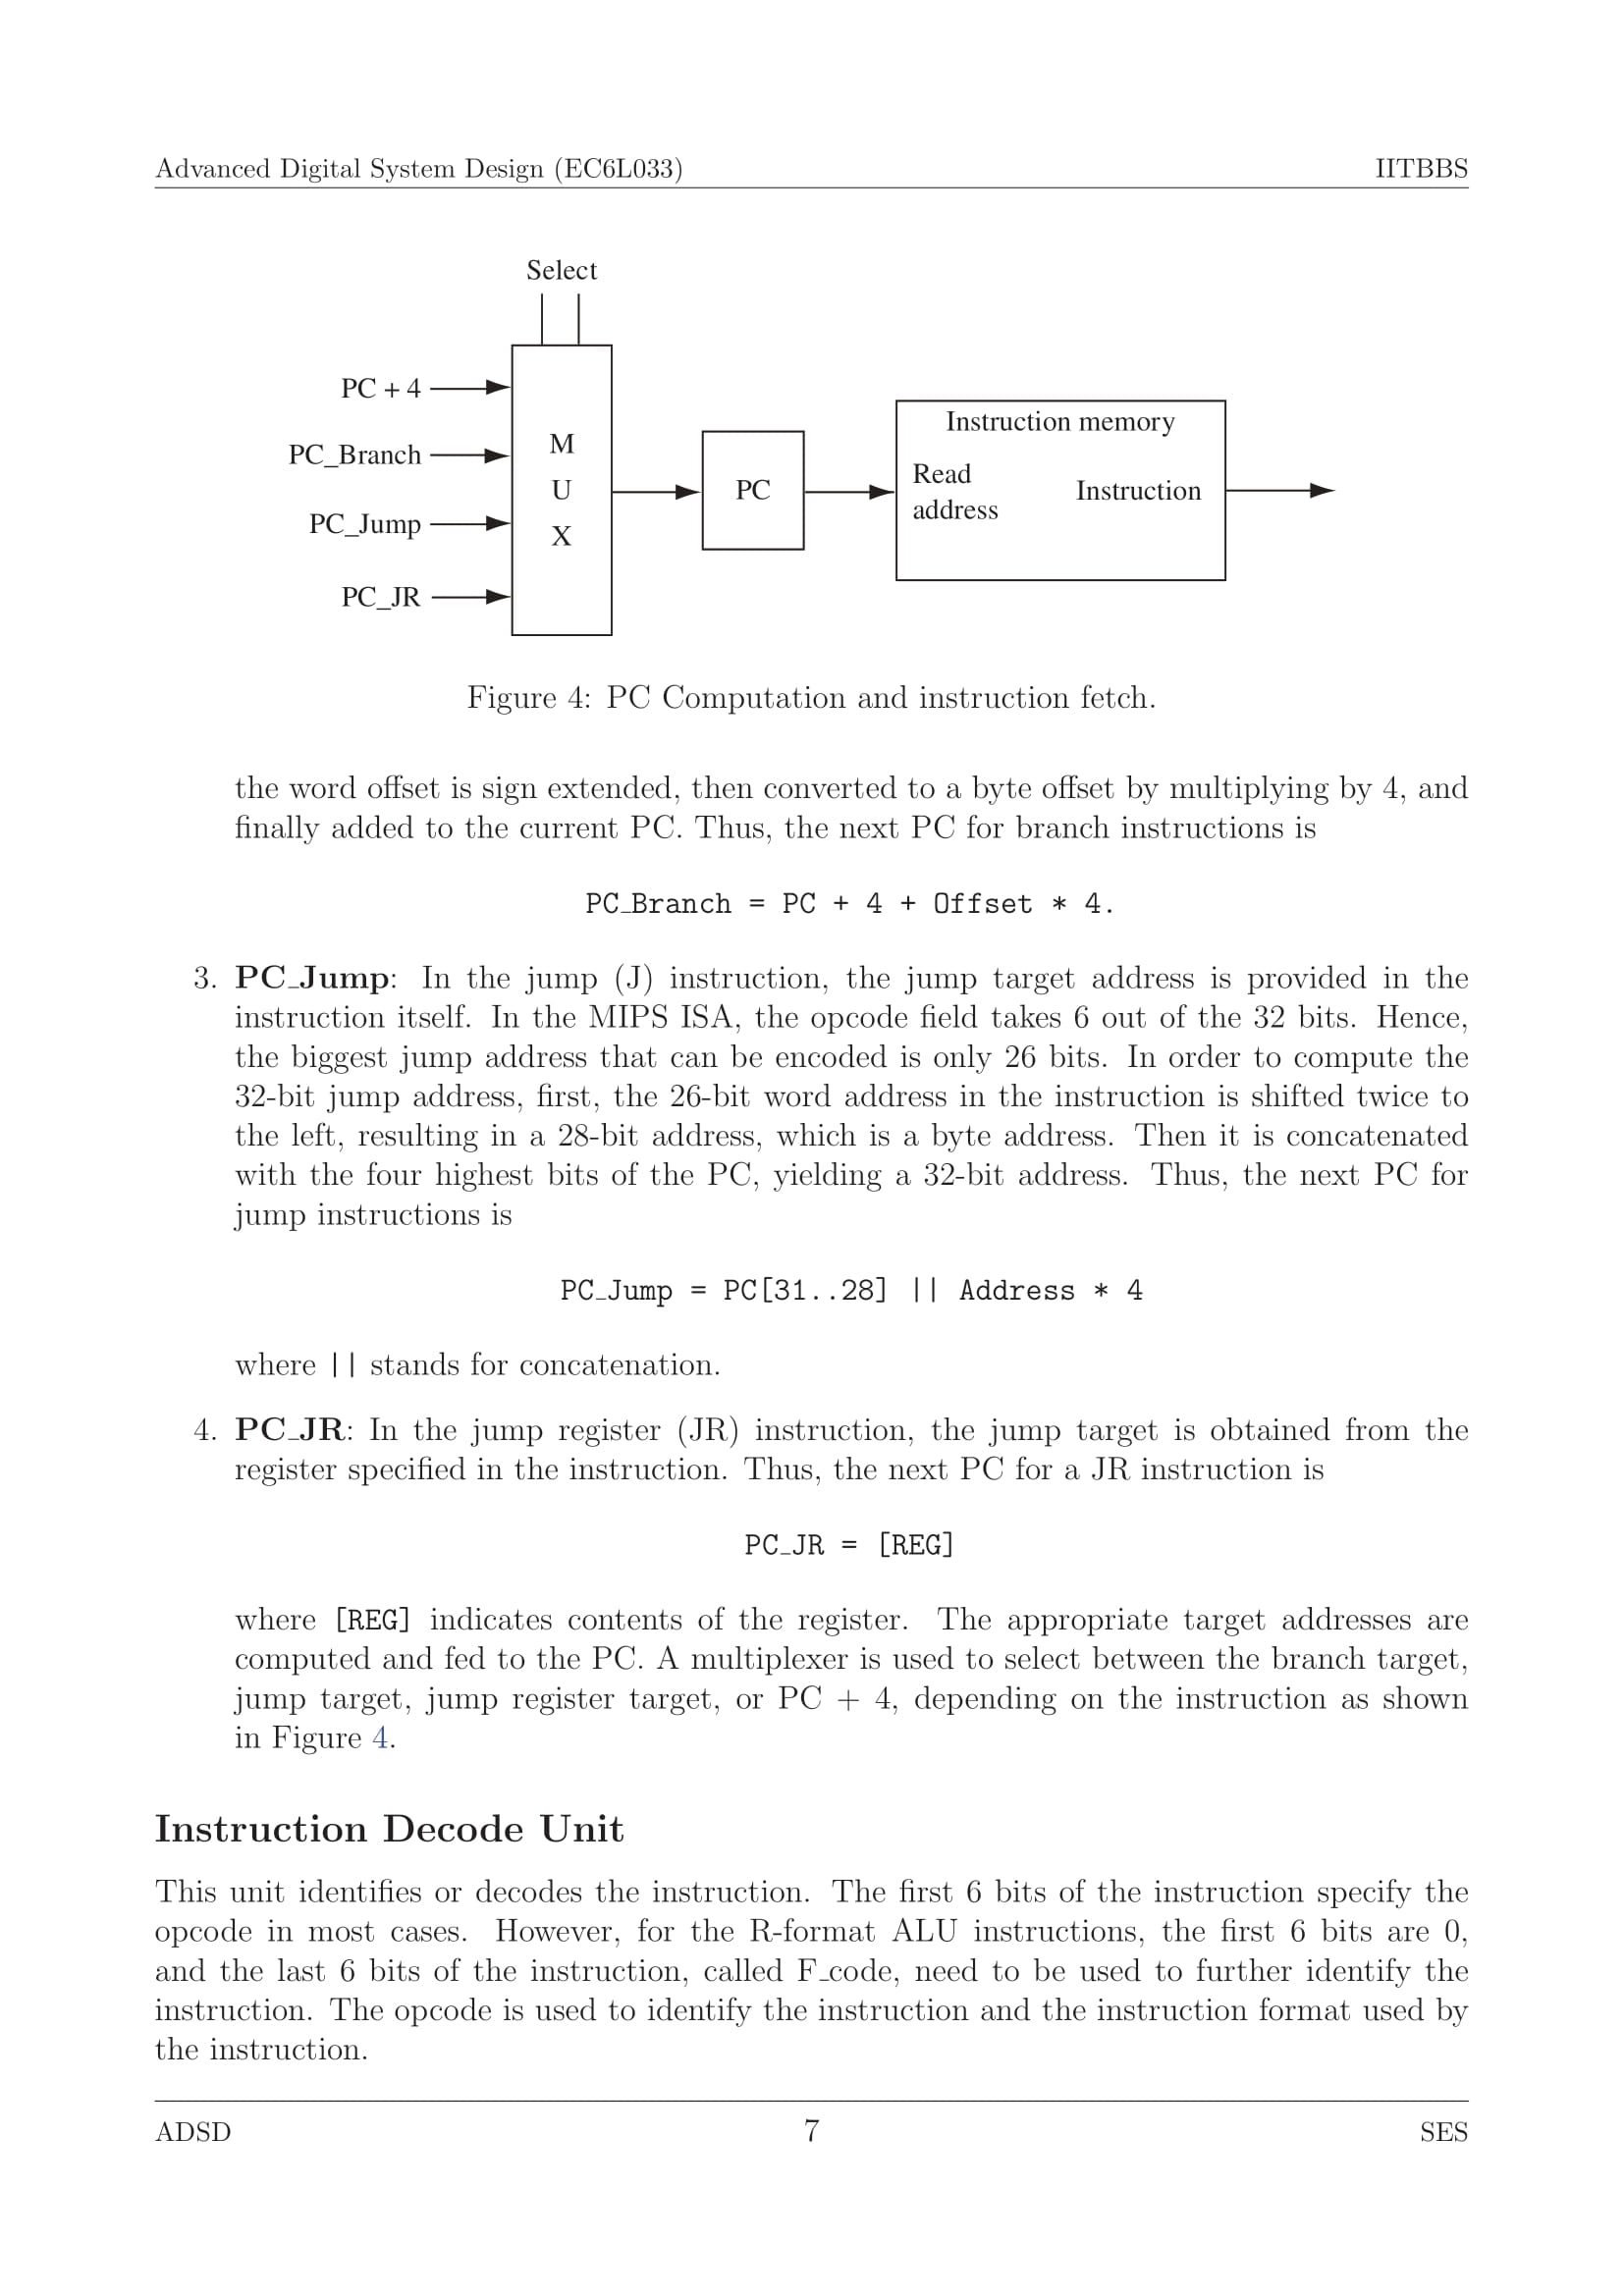 Advanced Digital System Design (EC6L033) IITBBS
Select
PC + 4
PC_Branch
PC_Jump
PC_JR
M
U
X
PC
Instruction memory
Read
address
Instruction
Figure 4: PC Computation and instruction fetch.
the word offset is sign extended, then converted to a byte offset by multiplying by 4, and
finally added to the current PC. Thus, the next PC for branch instructions is
PC_Branch = PC + 4 + Offset * 4.
3. PC_Jump: In the jump (J) instruction, the jump target address is provided in the
instruction itself. In the MIPS ISA, the opcode field takes 6 out of the 32 bits. Hence,
the biggest jump address that can be encoded is only 26 bits. In order to compute the
32-bit jump address, first, the 26-bit word address in the instruction is shifted twice to
the left, resulting in a 28-bit address, which is a byte address. Then it is concatenated
with the four highest bits of the PC, yielding a 32-bit address. Thus, the next PC for
jump instructions is
PC_Jump = PC[31..28] || Address * 4
where || stands for concatenation.
4. PC_JR: In the jump register (JR) instruction, the jump target is obtained from the
register specified in the instruction. Thus, the next PC for a JR instruction is
PC_JR = [REG]
where [REG] indicates contents of the register. The appropriate target addresses are
computed and fed to the PC. A multiplexer is used to select between the branch target,
jump target, jump register target, or PC + 4, depending on the instruction as shown
in Figure 4.
Instruction Decode Unit
This unit identifies or decodes the instruction. The first 6 bits of the instruction specify the
opcode in most cases. However, for the R-format ALU instructions, the first 6 bits are 0,
and the last 6 bits of the instruction, called F_code, need to be used to further identify the
instruction. The opcode is used to identify the instruction and the instruction format used by
the instruction.
ADSD 7 SES